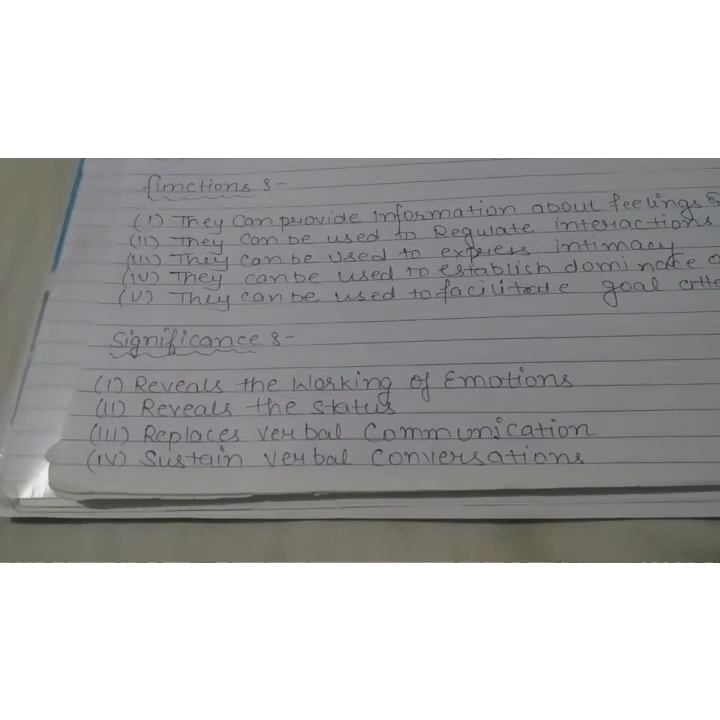 functions :-
(i) They can provide information about feelings &
(ii) They can be used to Regulate interactions
(iii) They can be used to express intimacy
(iv) They can be used to establish dominate
(v) They can be used to facilitate goal
Significance :-
(i) Reveals the Working of Emotions
(ii) Reveals the status
(iii) Replaces verbal Communication
(iv) Sustain verbal conversations